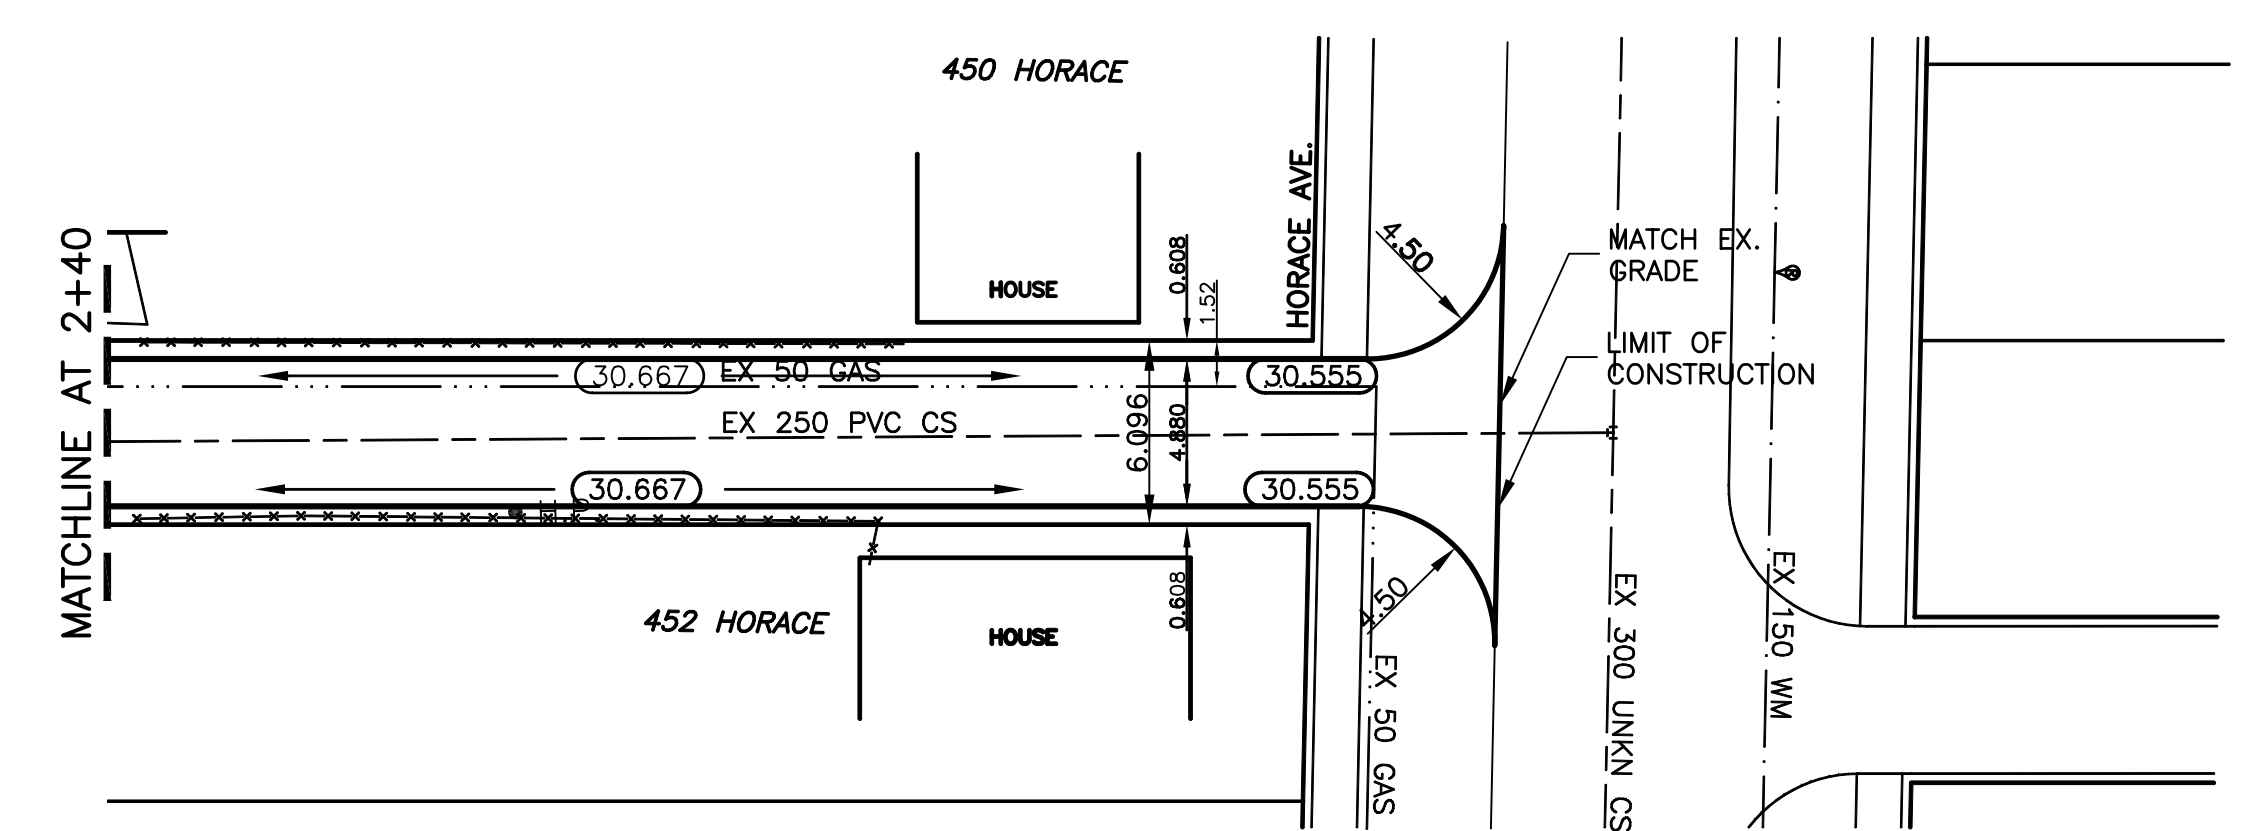 450 HORACE
HORACE AVE.
MATCHLINE AT 2+40
HOUSE
0.608
1.52
4.50
MATCH EX.
GRADE
LIMIT OF
CONSTRUCTION
30.667
EX 50 GAS
30.555
EX 250 PVC CS
6.096
4.880
30.667
30.555
452 HORACE
HOUSE
0.608
4.50
EX 50 GAS
EX 300 UNKN CS
EX 150 WM